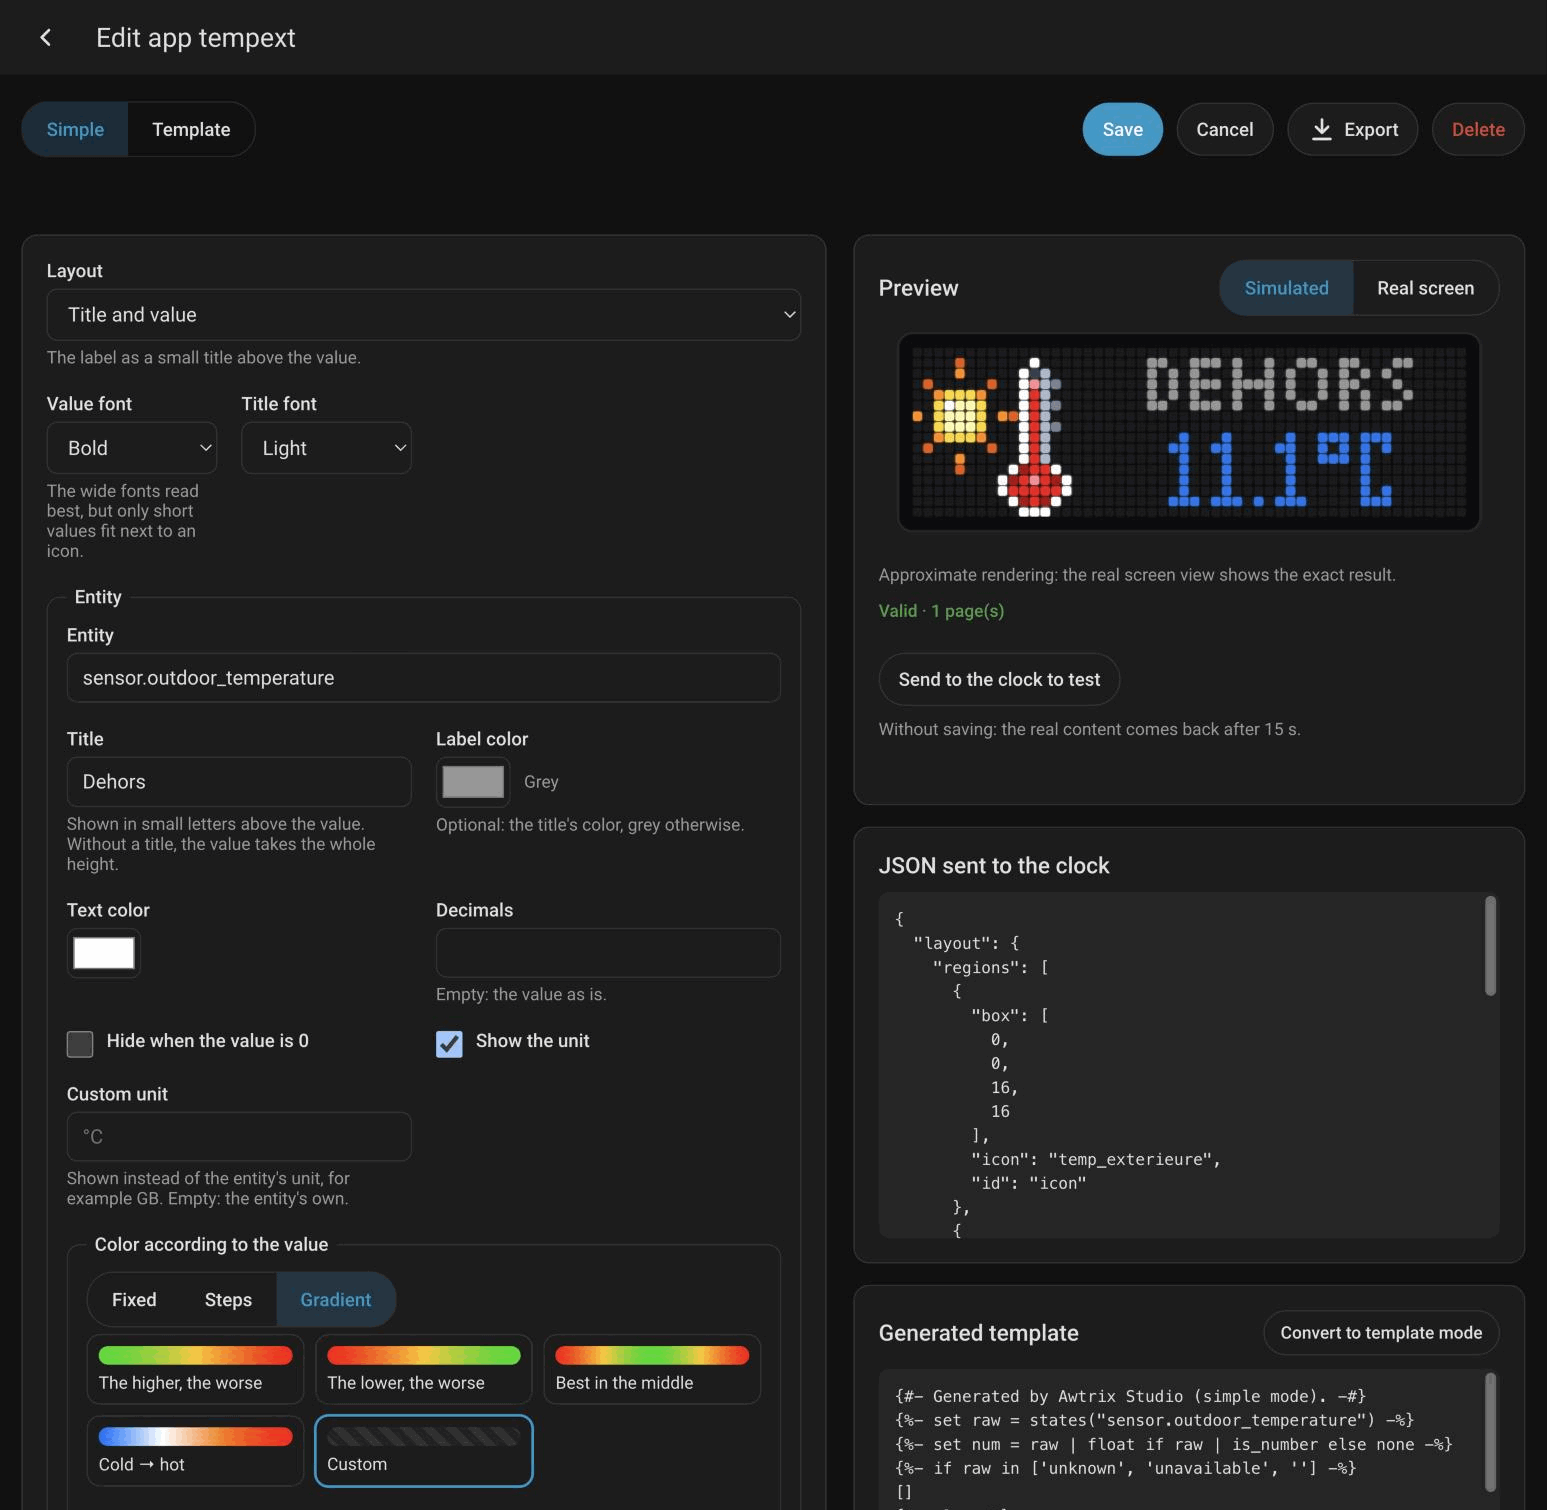 Edit app tempext
Simple
Template
Save
Cancel
Export
Delete
Layout
Title and value
The label as a small title above the value.
Value font
Title font
Bold
Light
The wide fonts read
best, but only short
values fit next to an
icon.
Entity
Entity
sensor.outdoor_temperature
Title
Label color
Dehors
Grey
Shown in small letters above the value.
Without a title, the value takes the whole
height.
Optional: the title's color, grey otherwise.
Text color
Decimals
Empty: the value as is.
Hide when the value is 0
Show the unit
Custom unit
°C
Shown instead of the entity's unit, for
example GB. Empty: the entity's own.
Color according to the value
Fixed
Steps
Gradient
The higher, the worse
The lower, the worse
Best in the middle
Cold → hot
Custom
Preview
Simulated
Real screen
DEHORS
11.1°C
Approximate rendering: the real screen view shows the exact result.
Valid · 1 page(s)
Send to the clock to test
Without saving: the real content comes back after 15 s.
JSON sent to the clock
{
"layout": {
"regions": [
{
"box": [
0,
0,
16,
16
],
"icon": "temp_exterieure",
"id": "icon"
},
{
Generated template
Convert to template mode
{#- Generated by Awtrix Studio (simple mode). -#}
{%- set raw = states("sensor.outdoor_temperature") -%}
{%- set num = raw | float if raw | is_number else none -%}
{%- if raw in ['unknown', 'unavailable', ''] -%}
[]